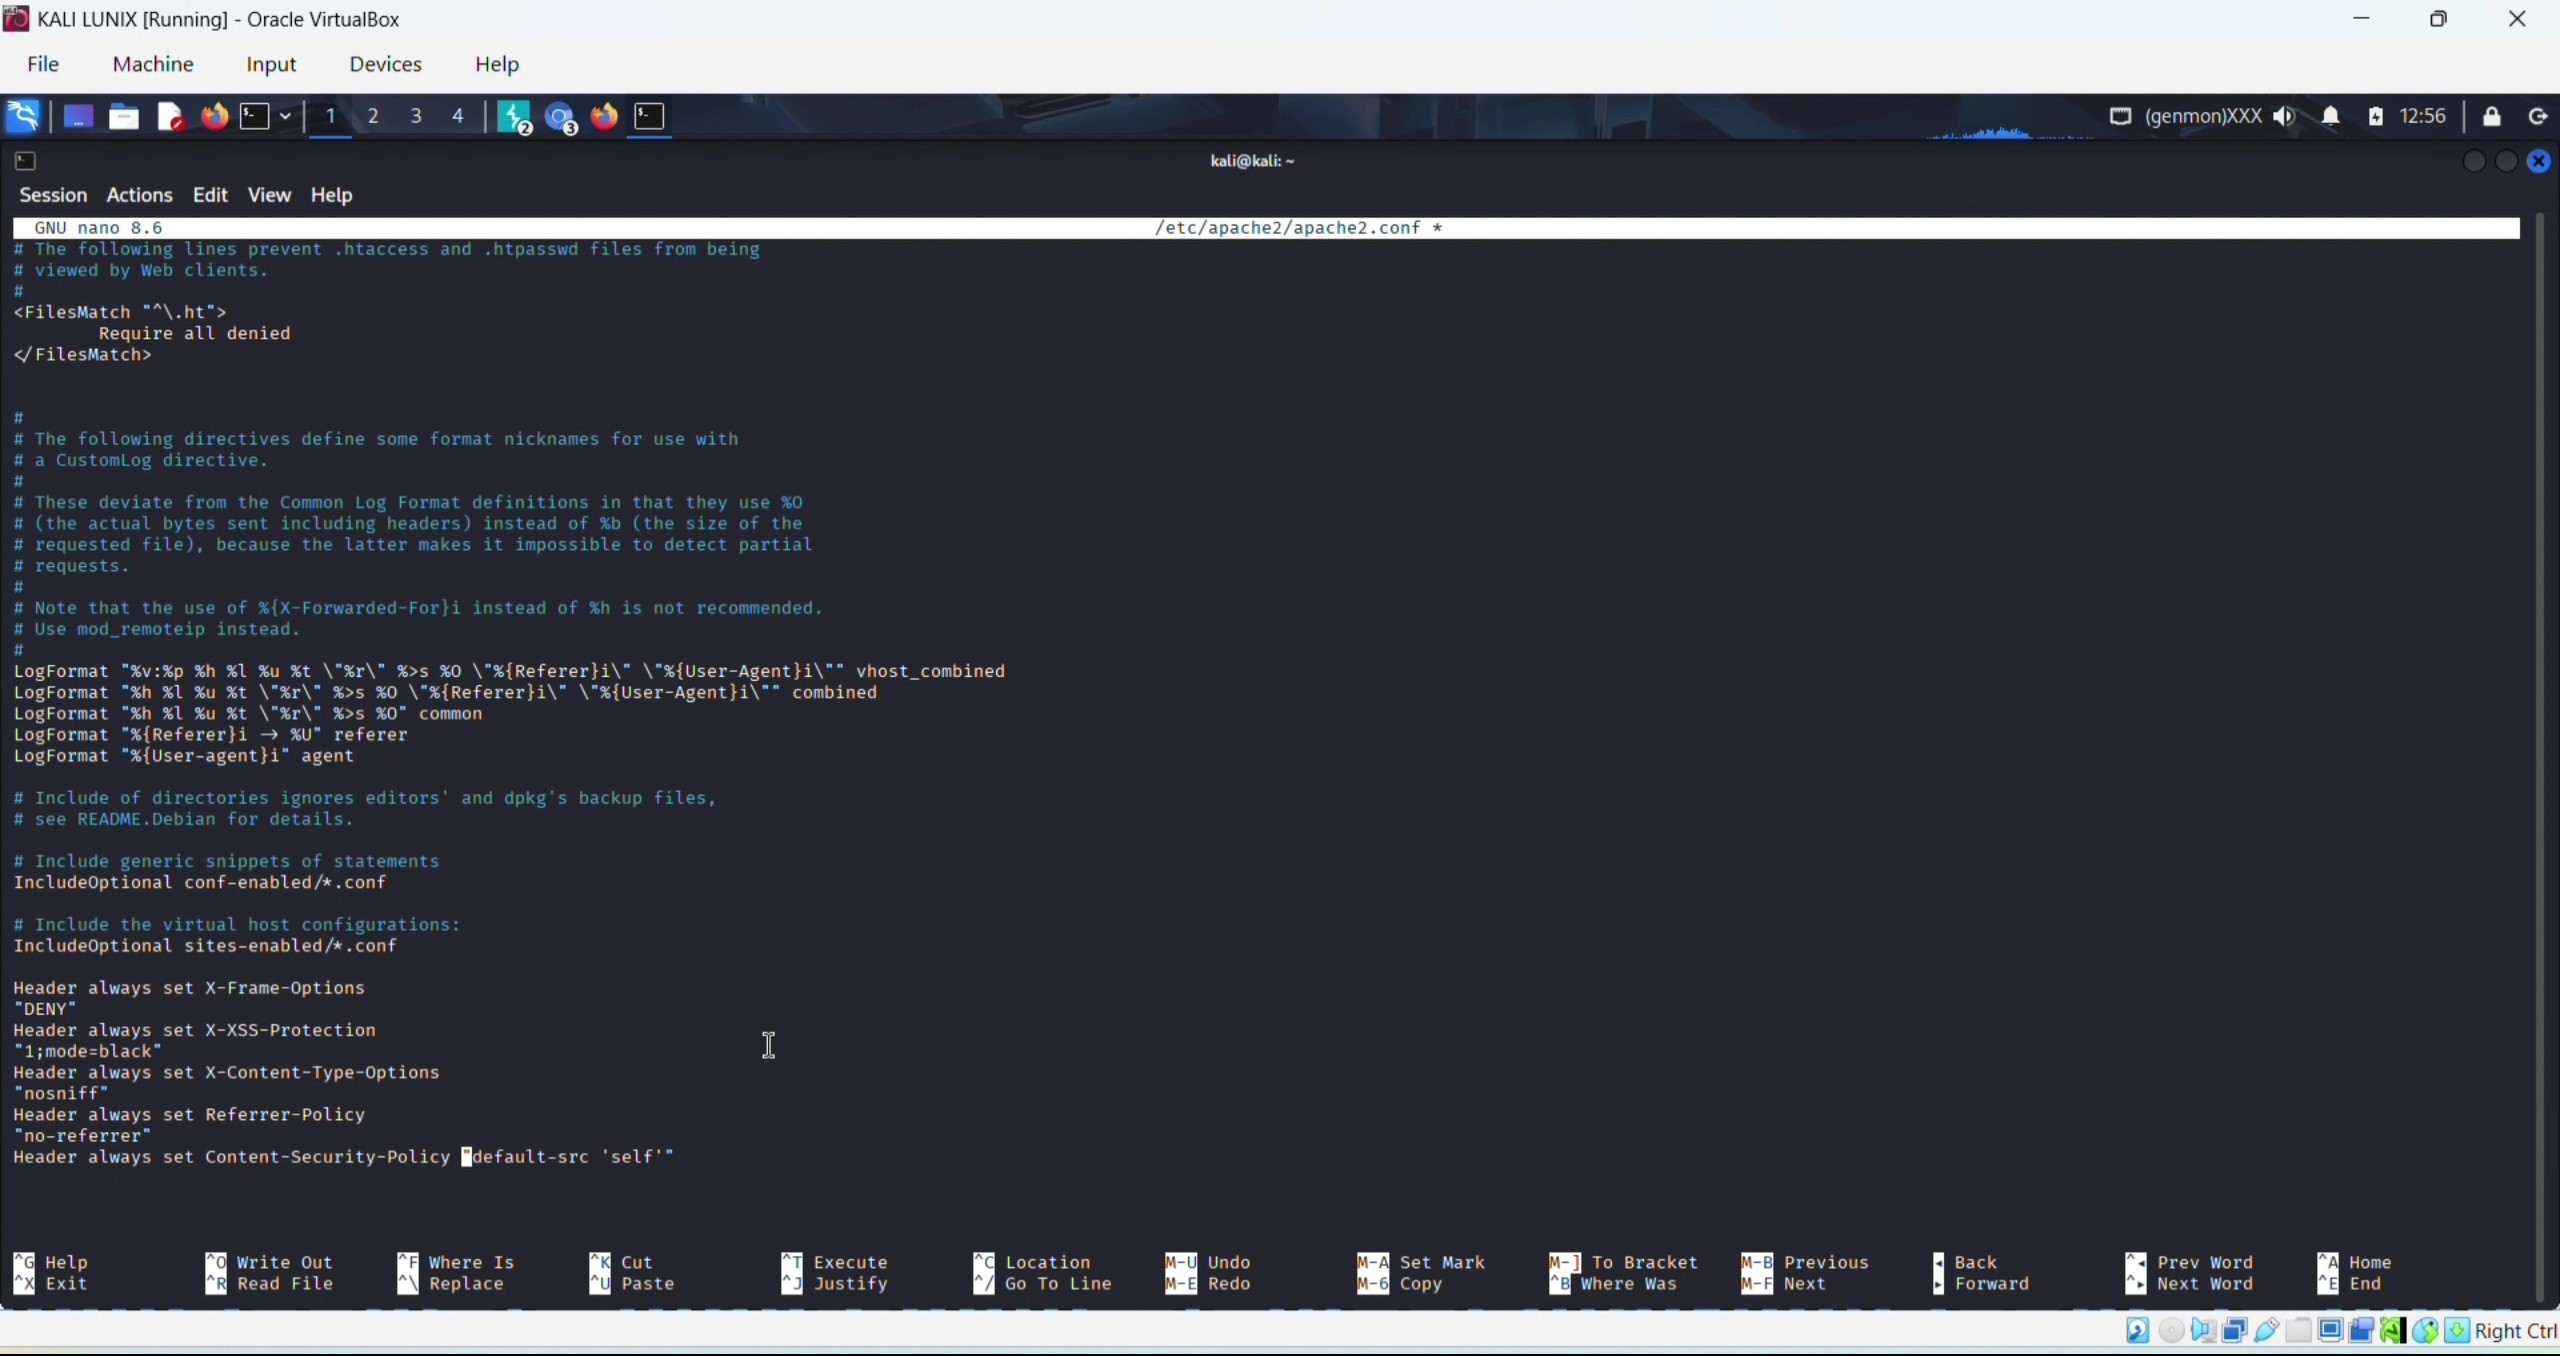 KALI LUNIX [Running] - Oracle VirtualBox
File Machine Input Devices Help
1 2 3 4 2 3 (genmon)XXX 12:56
kali@kali: ~
Session Actions Edit View Help
GNU nano 8.6 /etc/apache2/apache2.conf *
# The following lines prevent .htaccess and .htpasswd files from being
# viewed by Web clients.
#
<FilesMatch "^\.ht">
Require all denied
</FilesMatch>
#
# The following directives define some format nicknames for use with
# a CustomLog directive.
#
# These deviate from the Common Log Format definitions in that they use %O
# (the actual bytes sent including headers) instead of %b (the size of the
# requested file), because the latter makes it impossible to detect partial
# requests.
#
# Note that the use of %{X-Forwarded-For}i instead of %h is not recommended.
# Use mod_remoteip instead.
#
LogFormat "%v:%p %h %l %u %t \"%r\" %>s %O \"%{Referer}i\" \"%{User-Agent}i\"" vhost_combined
LogFormat "%h %l %u %t \"%r\" %>s %O \"%{Referer}i\" \"%{User-Agent}i\"" combined
LogFormat "%h %l %u %t \"%r\" %>s %O" common
LogFormat "%{Referer}i → %U" referer
LogFormat "%{User-agent}i" agent
# Include of directories ignores editors' and dpkg's backup files,
# see README.Debian for details.
# Include generic snippets of statements
IncludeOptional conf-enabled/*.conf
# Include the virtual host configurations:
IncludeOptional sites-enabled/*.conf
Header always set X-Frame-Options
"DENY"
Header always set X-XSS-Protection
"1;mode=black"
Header always set X-Content-Type-Options
"nosniff"
Header always set Referrer-Policy
"no-referrer"
Header always set Content-Security-Policy "default-src 'self'"
^G Help ^O Write Out ^F Where Is ^K Cut ^T Execute ^C Location M-U Undo M-A Set Mark M-] To Bracket M-B Previous ◂ Back ^◂ Prev Word ^A Home
^X Exit ^R Read File ^\ Replace ^U Paste ^J Justify ^/ Go To Line M-E Redo M-6 Copy ^B Where Was M-F Next ▸ Forward ^▸ Next Word ^E End
Right Ctrl